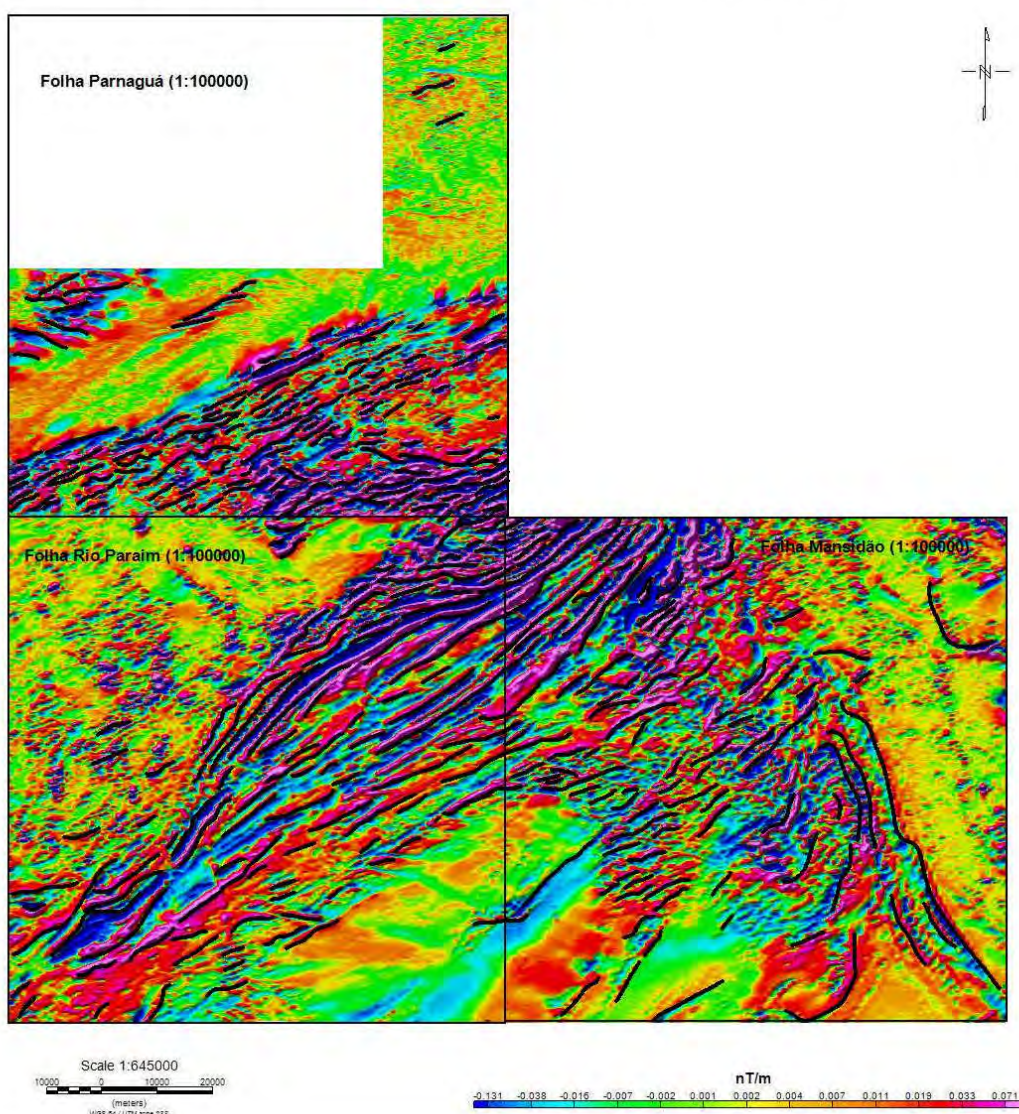 Folha Parnaguá (1:100000)
N
Folha Rio Paraim (1:100000)
Folha Mansidão (1:100000)
Scale 1:645000
10000 0 10000 20000
(meters)
nT/m
-0.131 -0.038 -0.016 -0.007 -0.002 0.001 0.002 0.004 0.007 0.011 0.019 0.033 0.071